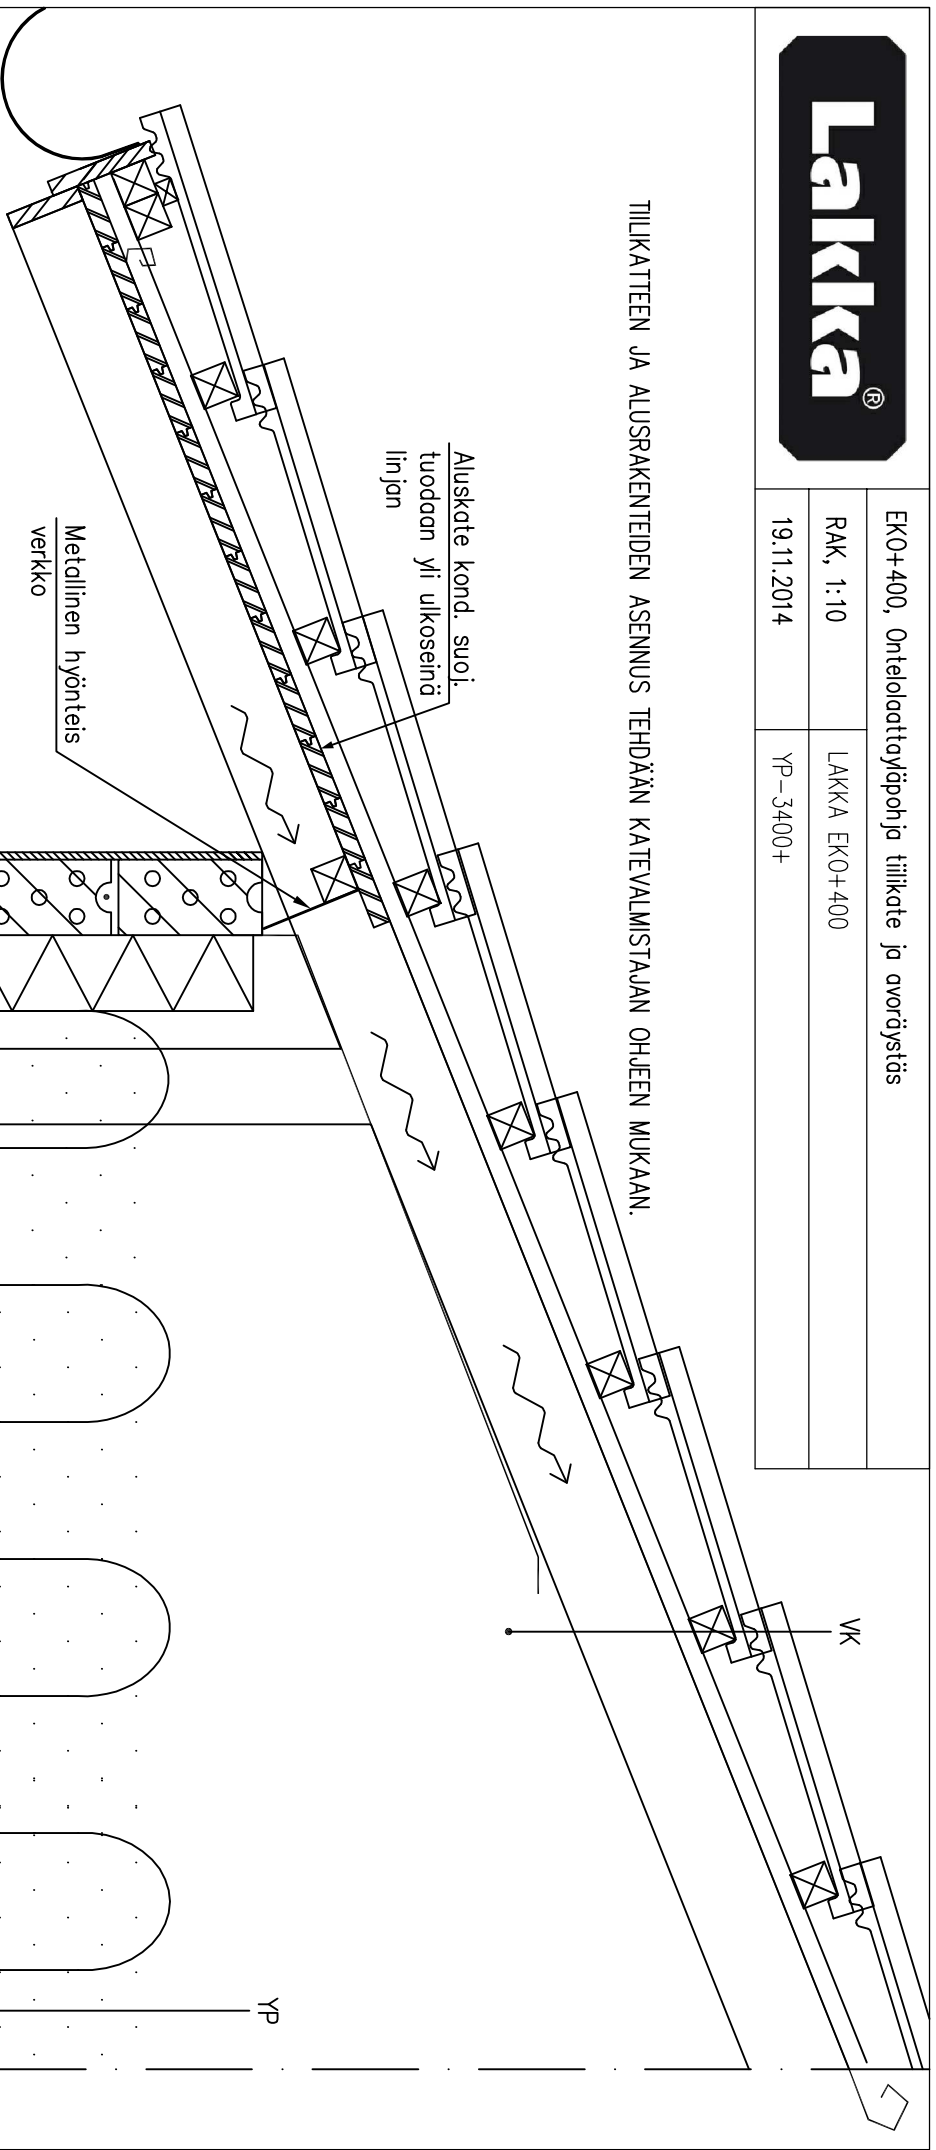 Lakka®
EKO+400, Ontelolaattayläpohja tiilikate ja avoräystäs
RAK, 1:10
LAKKA EKO+400
19.11.2014
YP-3400+
TIILIKATTEEN JA ALUSRAKENTEIDEN ASENNUS TEHDÄÄN KATEVALMISTAJAN OHJEEN MUKAAN.
Aluskate kond. suoj.
tuodaan yli ulkoseinä
linjan
Metallinen hyönteis
verkko
VK
YP